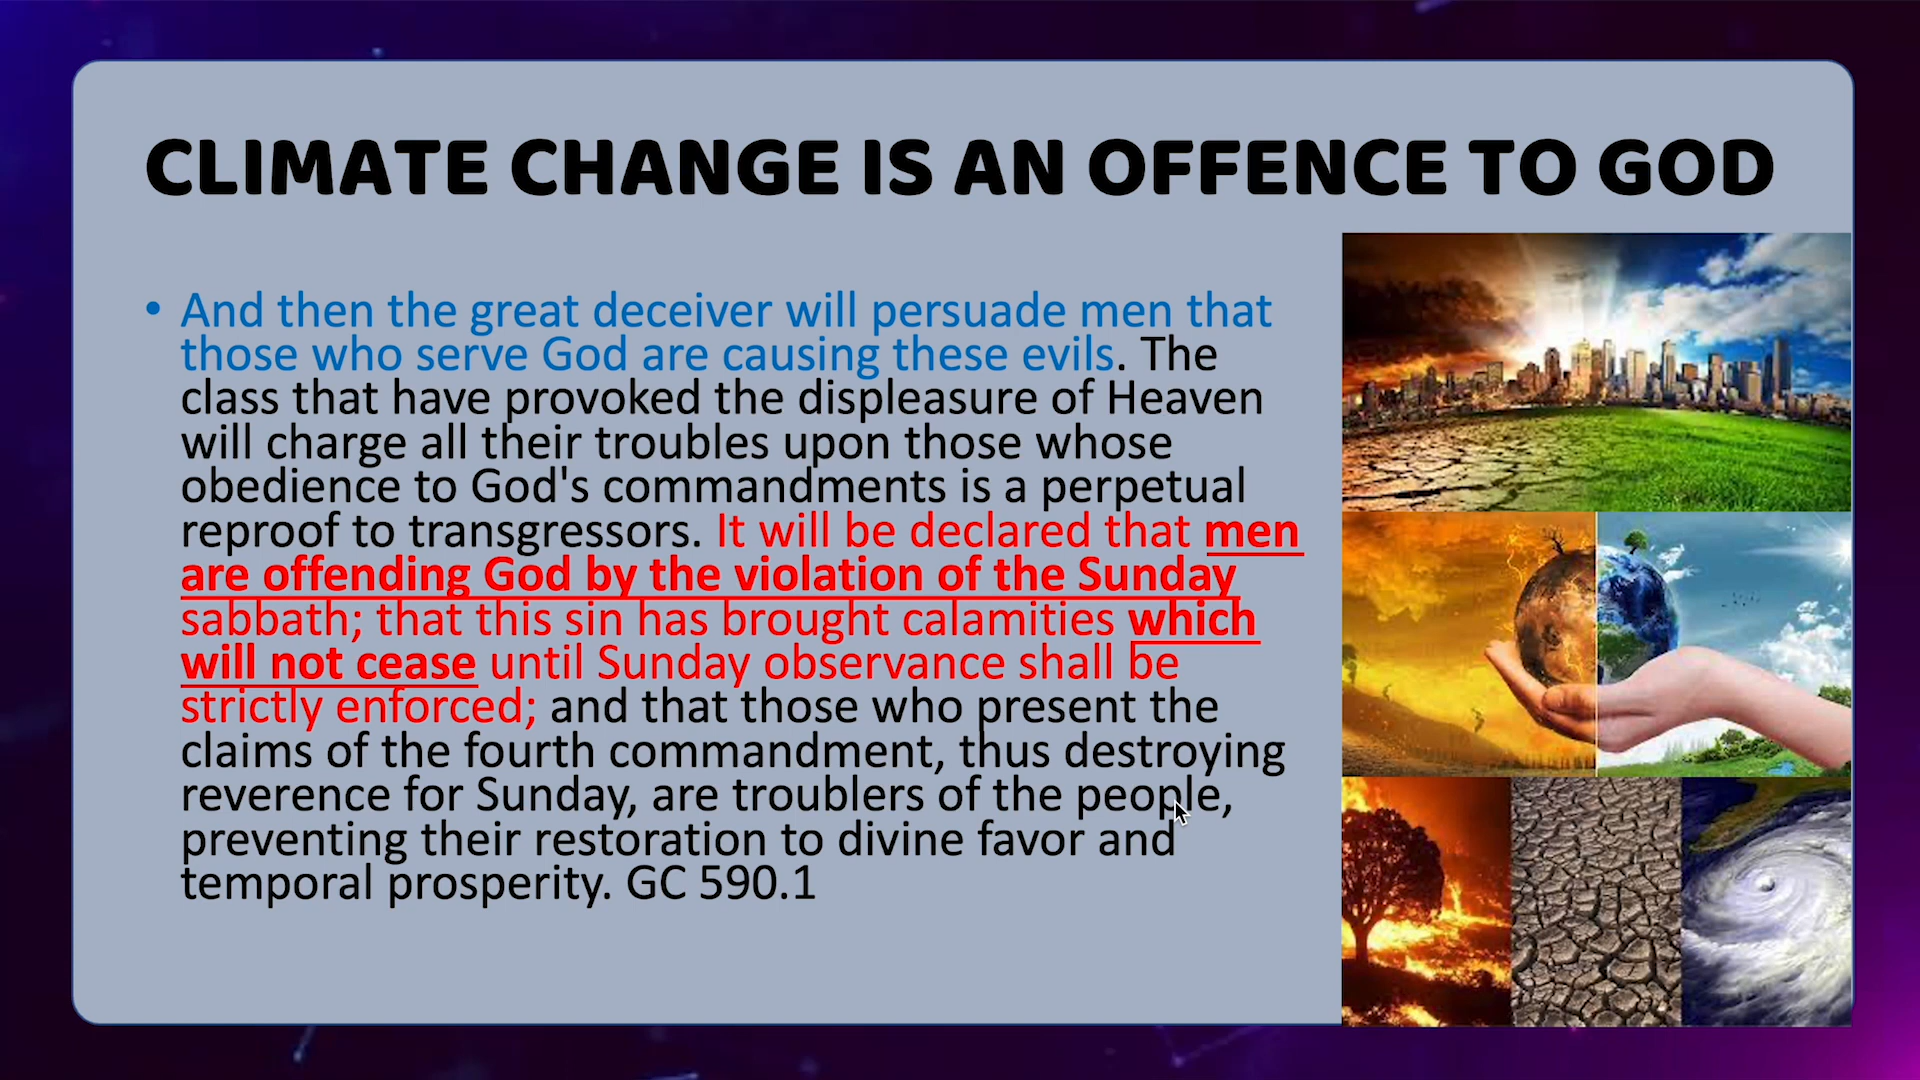 CLIMATE CHANGE IS AN OFFENCE TO GOD
• And then the great deceiver will persuade men that
those who serve God are causing these evils. The
class that have provoked the displeasure of Heaven
will charge all their troubles upon those whose
obedience to God's commandments is a perpetual
reproof to transgressors. It will be declared that men
are offending God by the violation of the Sunday
sabbath; that this sin has brought calamities which
will not cease until Sunday observance shall be
strictly enforced; and that those who present the
claims of the fourth commandment, thus destroying
reverence for Sunday, are troublers of the people,
preventing their restoration to divine favor and
temporal prosperity. GC 590.1